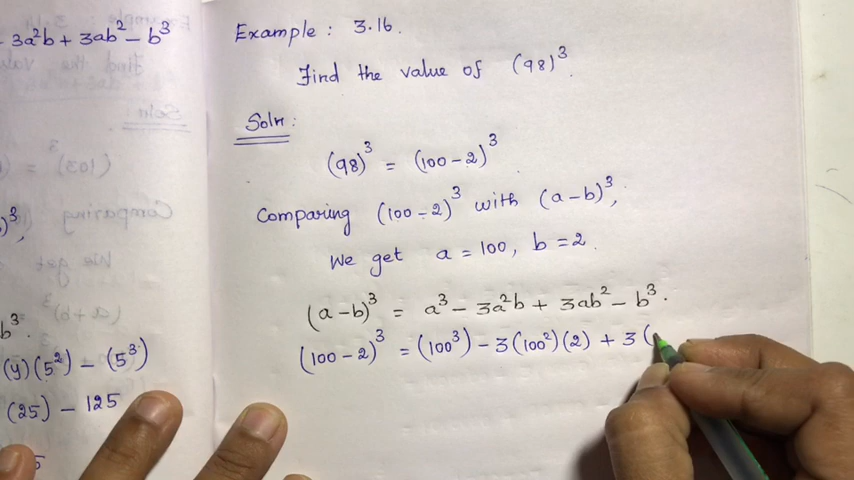 - 3a²b + 3ab² - b³
)³,
b³.
(4)(5²) - (5³)
(25) - 125
5
Example : 3.16.
Find the value of (98)³.
Soln:
(98)³ = (100-2)³
Comparing (100-2)³ with (a-b)³,
We get a = 100, b = 2.
(a-b)³ = a³ - 3a²b + 3ab² - b³.
(100-2)³ = (100³) - 3(100²)(2) + 3(